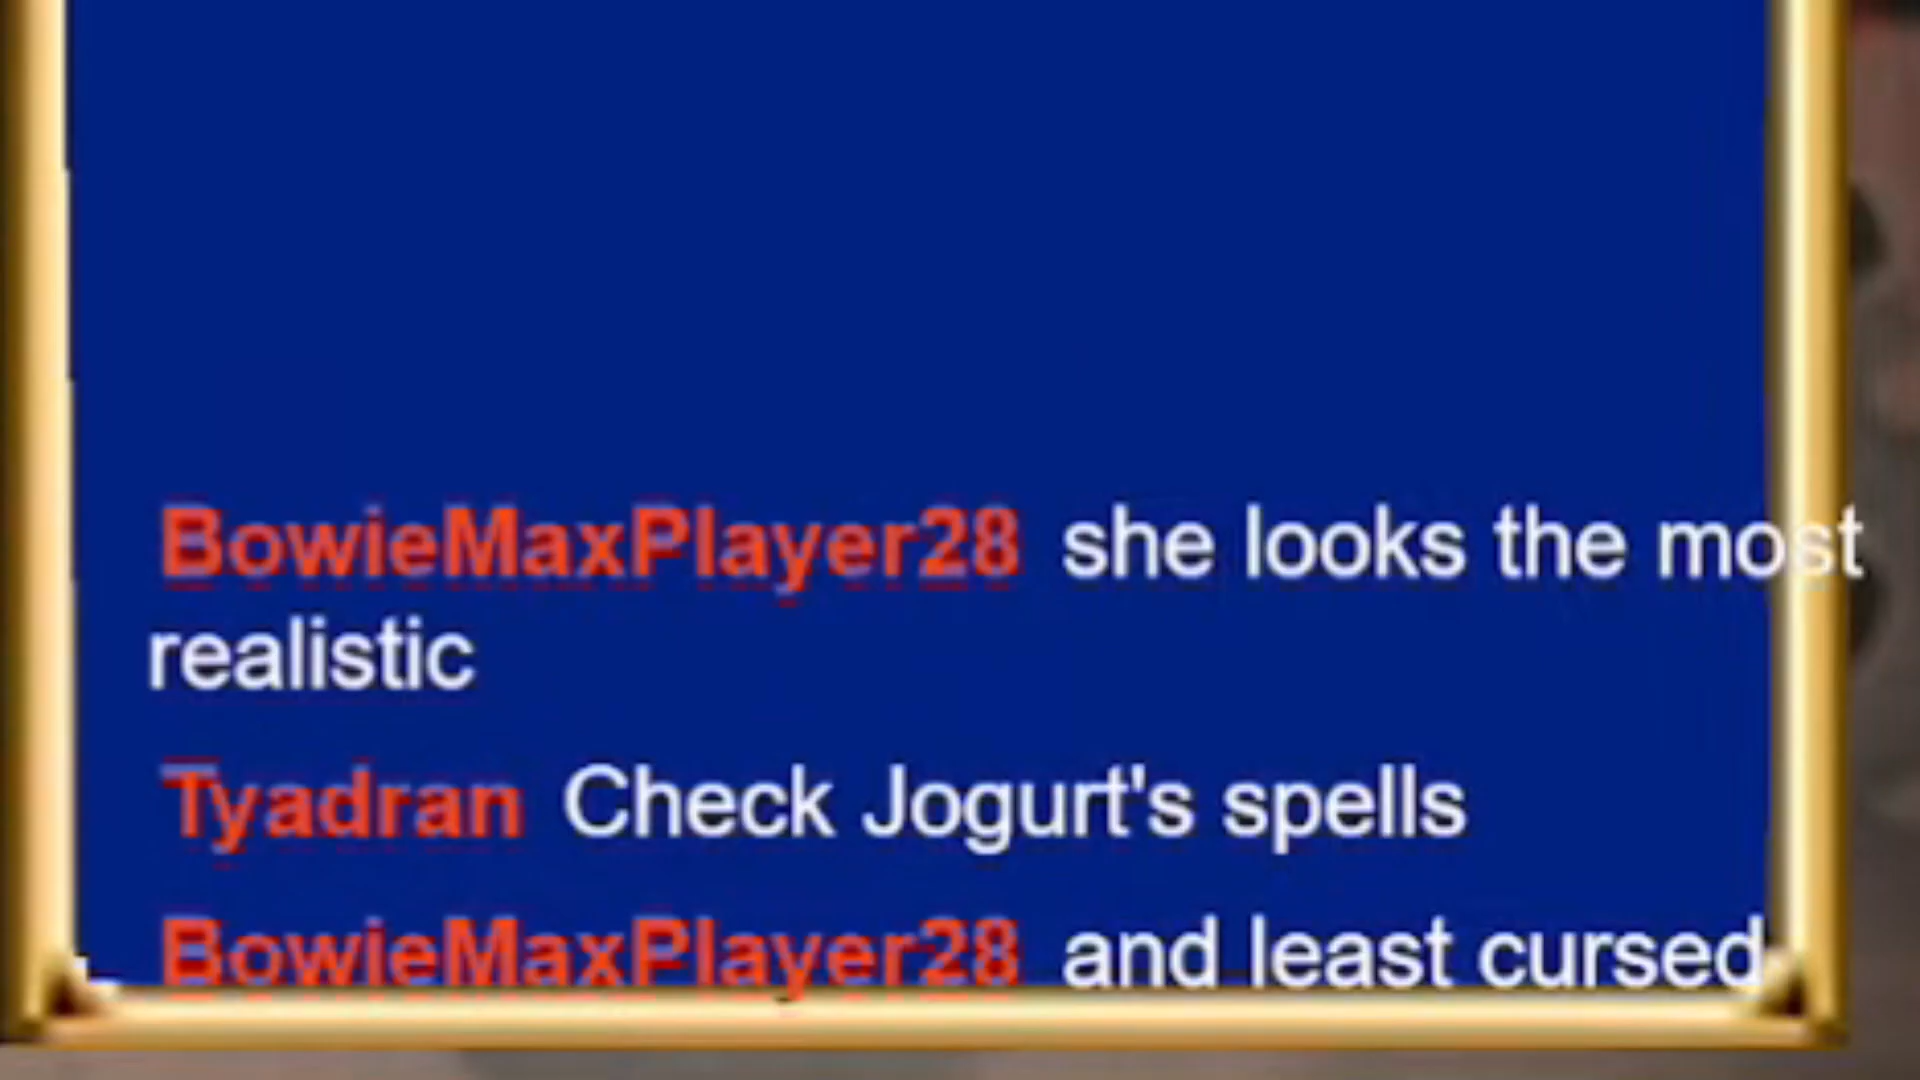 BowieMaxPlayer28 she looks the most
realistic
Tyadran Check Jogurt's spells
BowieMaxPlayer28 and least cursed